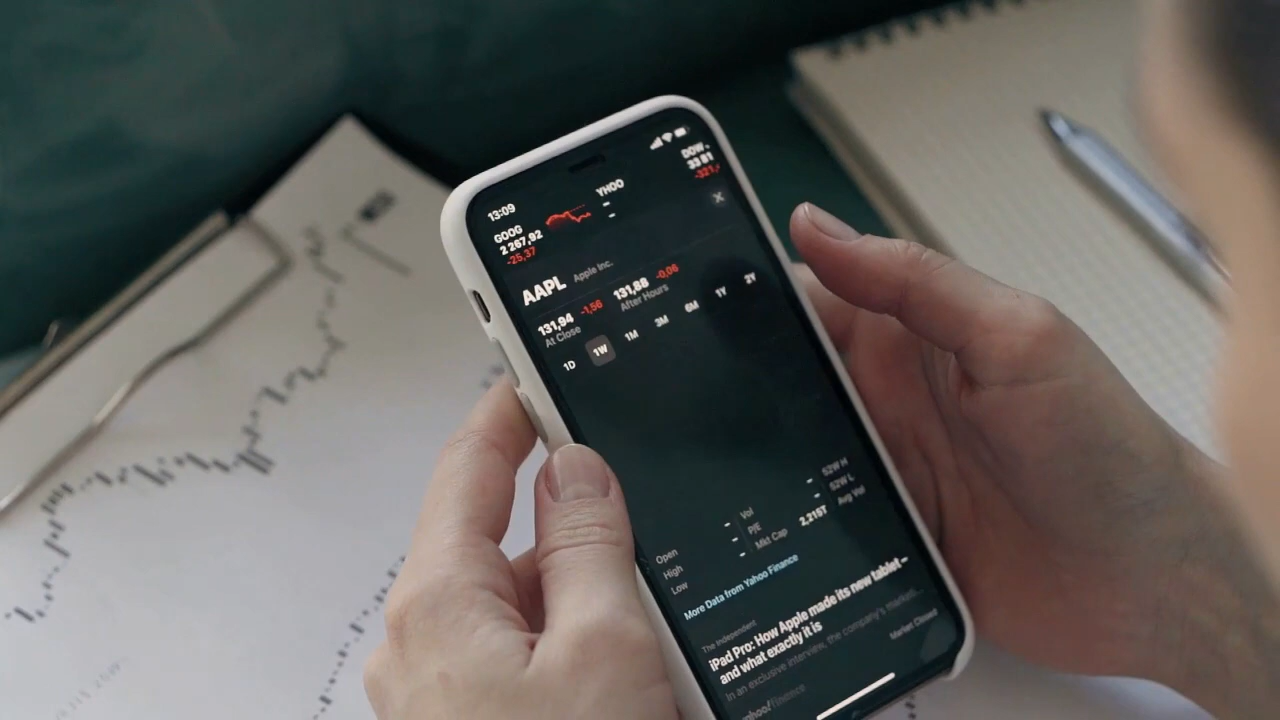 13:09
GOOG
2 267,92
-25,37
YHOO
DOW
-321,
AAPL Apple Inc.
131,94 -1,56
At Close
131,88 -0,06
After Hours
1D 1W 1M 3M 6M 1Y 2Y
Open -
High -
Low -
Vol -
P/E -
Mkt Cap 2,215T
52W H
52W L
Avg Vol
More Data from Yahoo Finance
The Independent
iPad Pro: How Apple made its new tablet –
and what exactly it is
In an exclusive interview, the company's market...
yahoo!finance
Market Closed